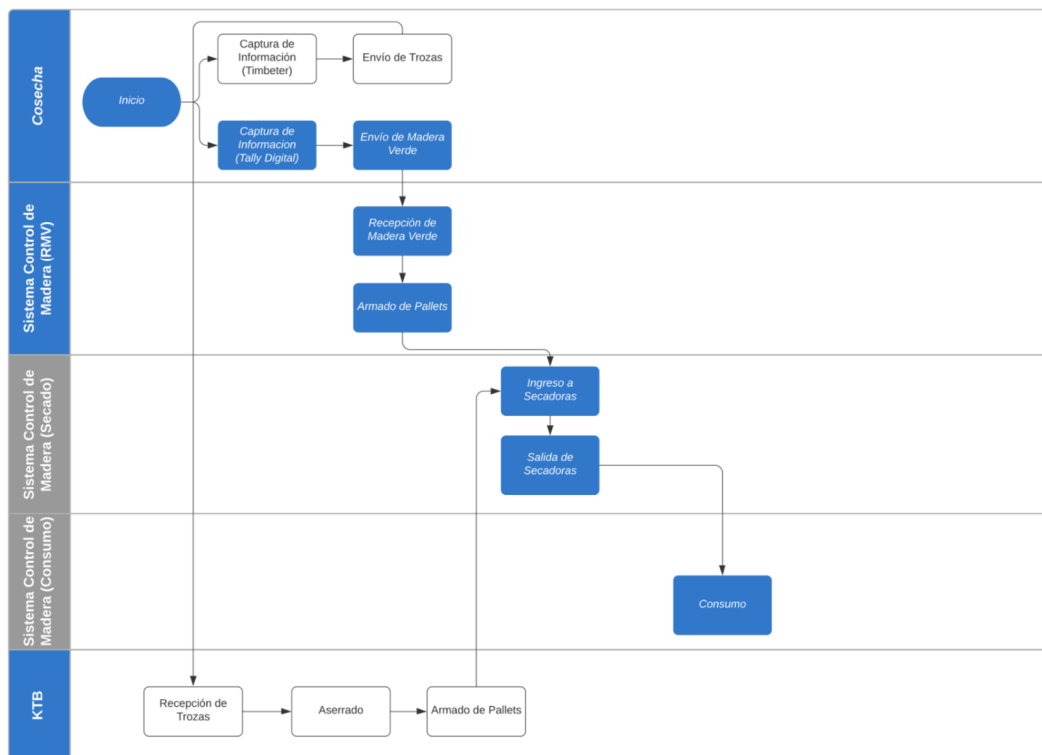 Cosecha
Inicio
Captura de
Información
(Timbeter)
Envío de Trozas
Captura de
Informacion
(Tally Digital)
Envío de Madera
Verde
Sistema Control de
Madera (RMV)
Recepción de
Madera Verde
Armado de Pallets
Sistema Control de
Madera (Secado)
Ingreso a
Secadoras
Salida de
Secadoras
Sistema Control de
Madera (Consumo)
Consumo
KTB
Recepción de
Trozas
Aserrado
Armado de Pallets